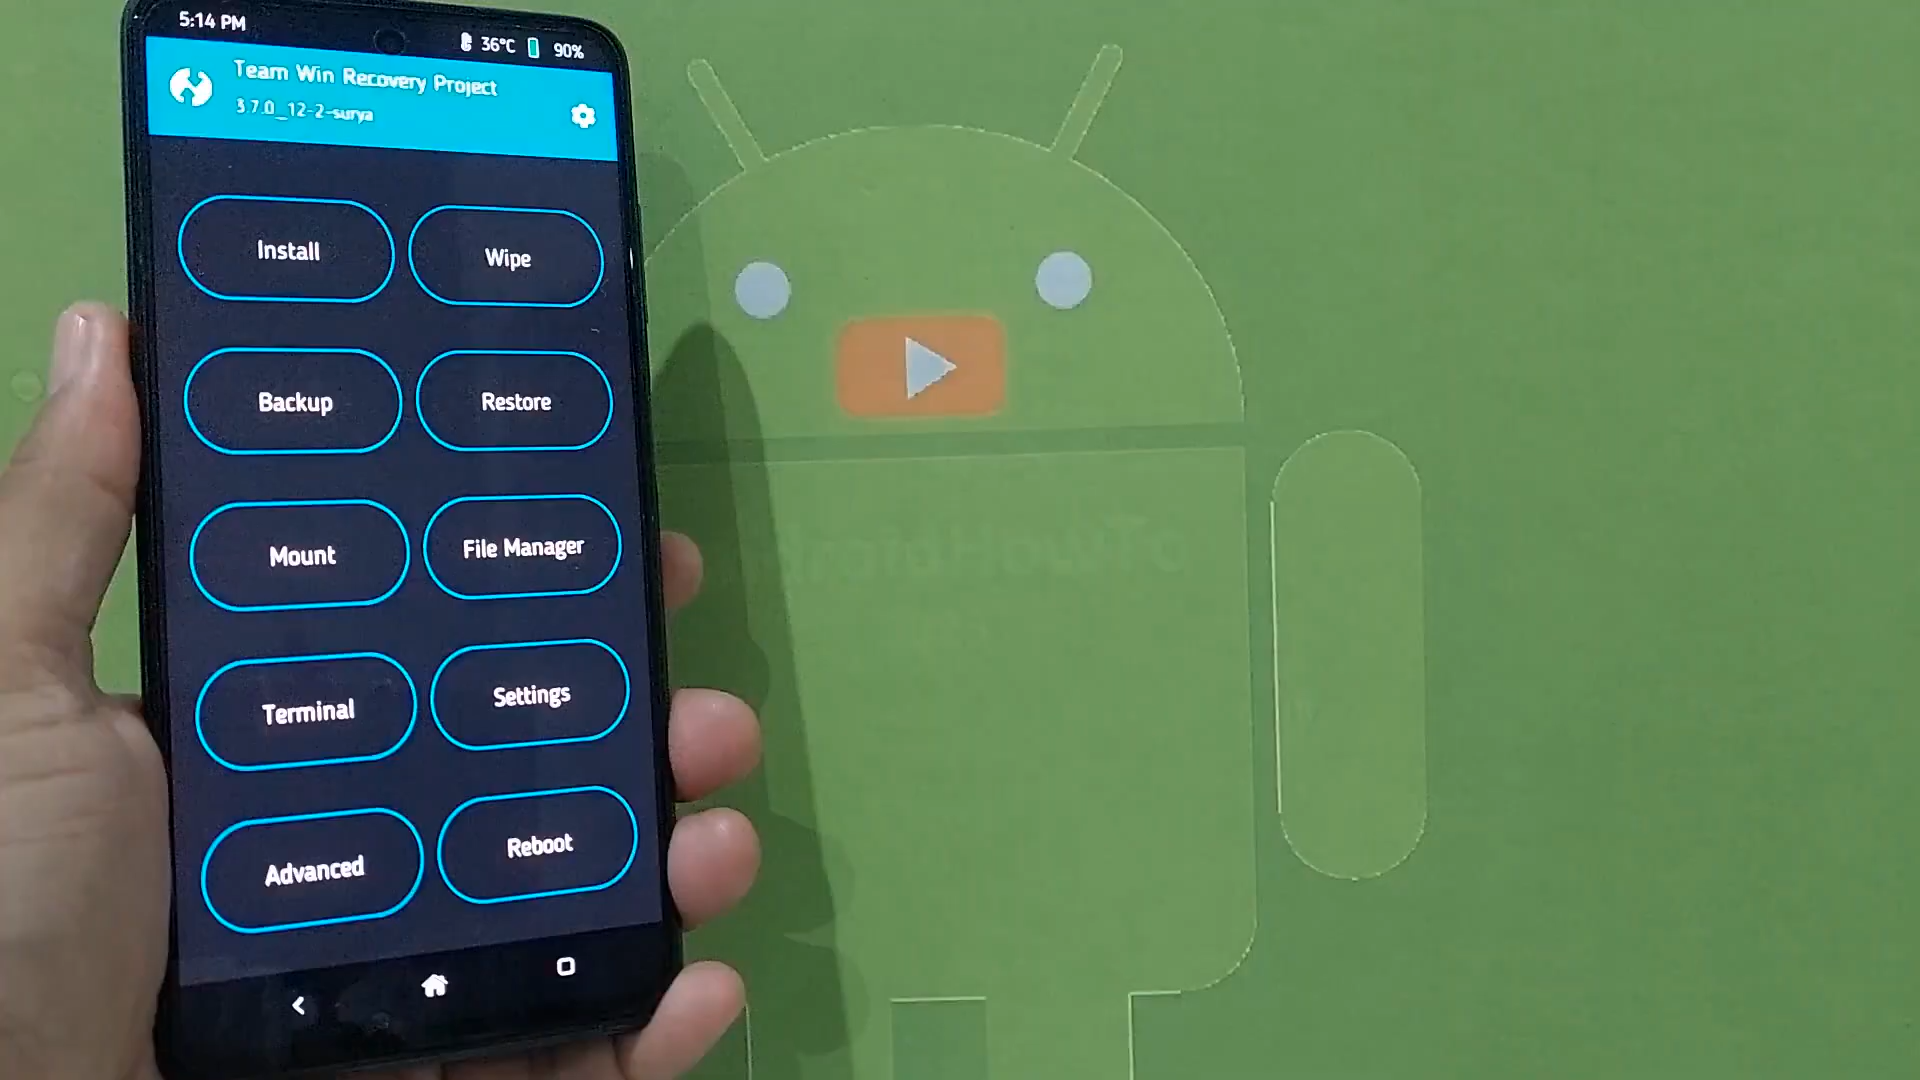 5:14 PM
36°C 90%
Team Win Recovery Project
3.7.0_12-2-surya
Install
Wipe
Backup
Restore
Mount
File Manager
Terminal
Settings
Advanced
Reboot